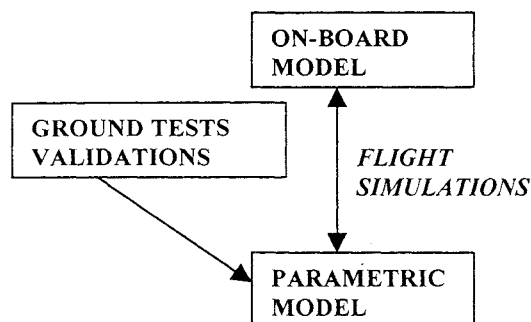 ON-BOARD
MODEL
GROUND TESTS
VALIDATIONS
FLIGHT
SIMULATIONS
PARAMETRIC
MODEL